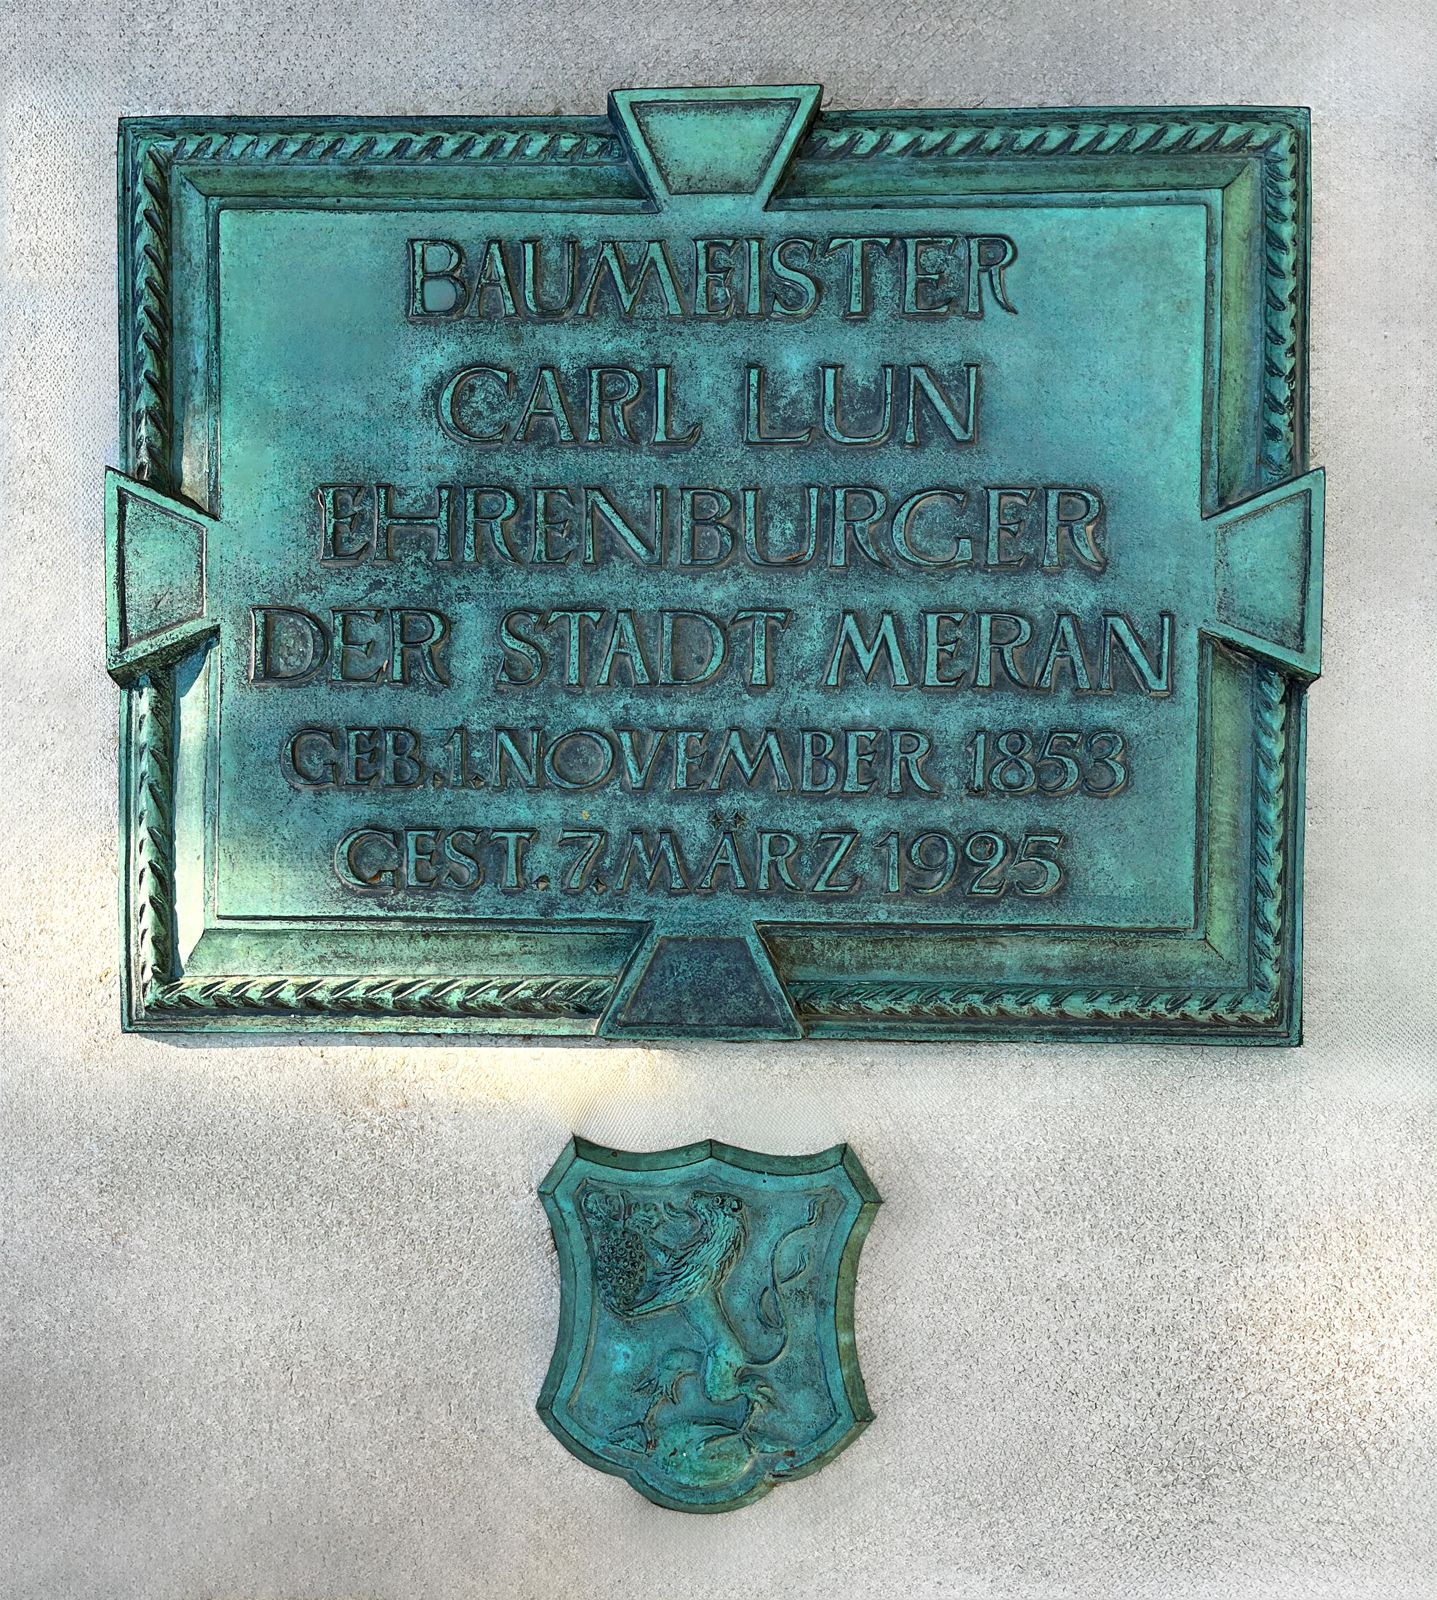 BAUMEISTER
CARL LUN
EHRENBURGER
DER STADT MERAN
GEB. 1. NOVEMBER 1853
GEST. 7. MÄRZ 1925